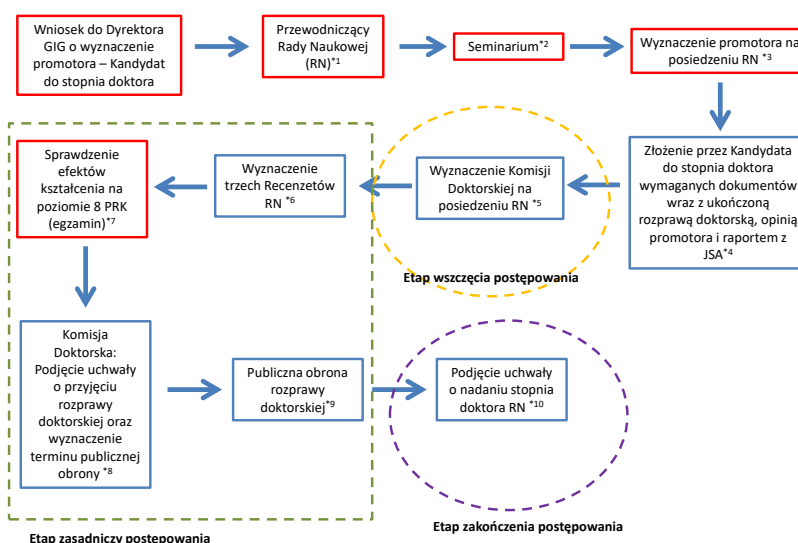 Wniosek do Dyrektora
GIG o wyznaczenie
promotora – Kandydat
do stopnia doktora
Przewodniczący
Rady Naukowej
(RN)*1
Seminarium*2
Wyznaczenie promotora na
posiedzeniu RN *3
Złożenie przez Kandydata
do stopnia doktora
wymaganych dokumentów
wraz z ukończoną
rozprawą doktorską, opinią
promotora i raportem z
JSA*4
Wyznaczenie Komisji
Doktorskiej na
posiedzeniu RN *5
Etap wszczęcia postępowania
Wyznaczenie
trzech Recenzetów
RN *6
Sprawdzenie
efektów
kształcenia na
poziomie 8 PRK
(egzamin)*7
Komisja
Doktorska:
Podjęcie uchwały
o przyjęciu
rozprawy
doktorskiej oraz
wyznaczenie
terminu publicznej
obrony *8
Publiczna obrona
rozprawy
doktorskiej*9
Podjęcie uchwały
o nadaniu stopnia
doktora RN *10
Etap zakończenia postępowania
Etap zasadniczy postępowania